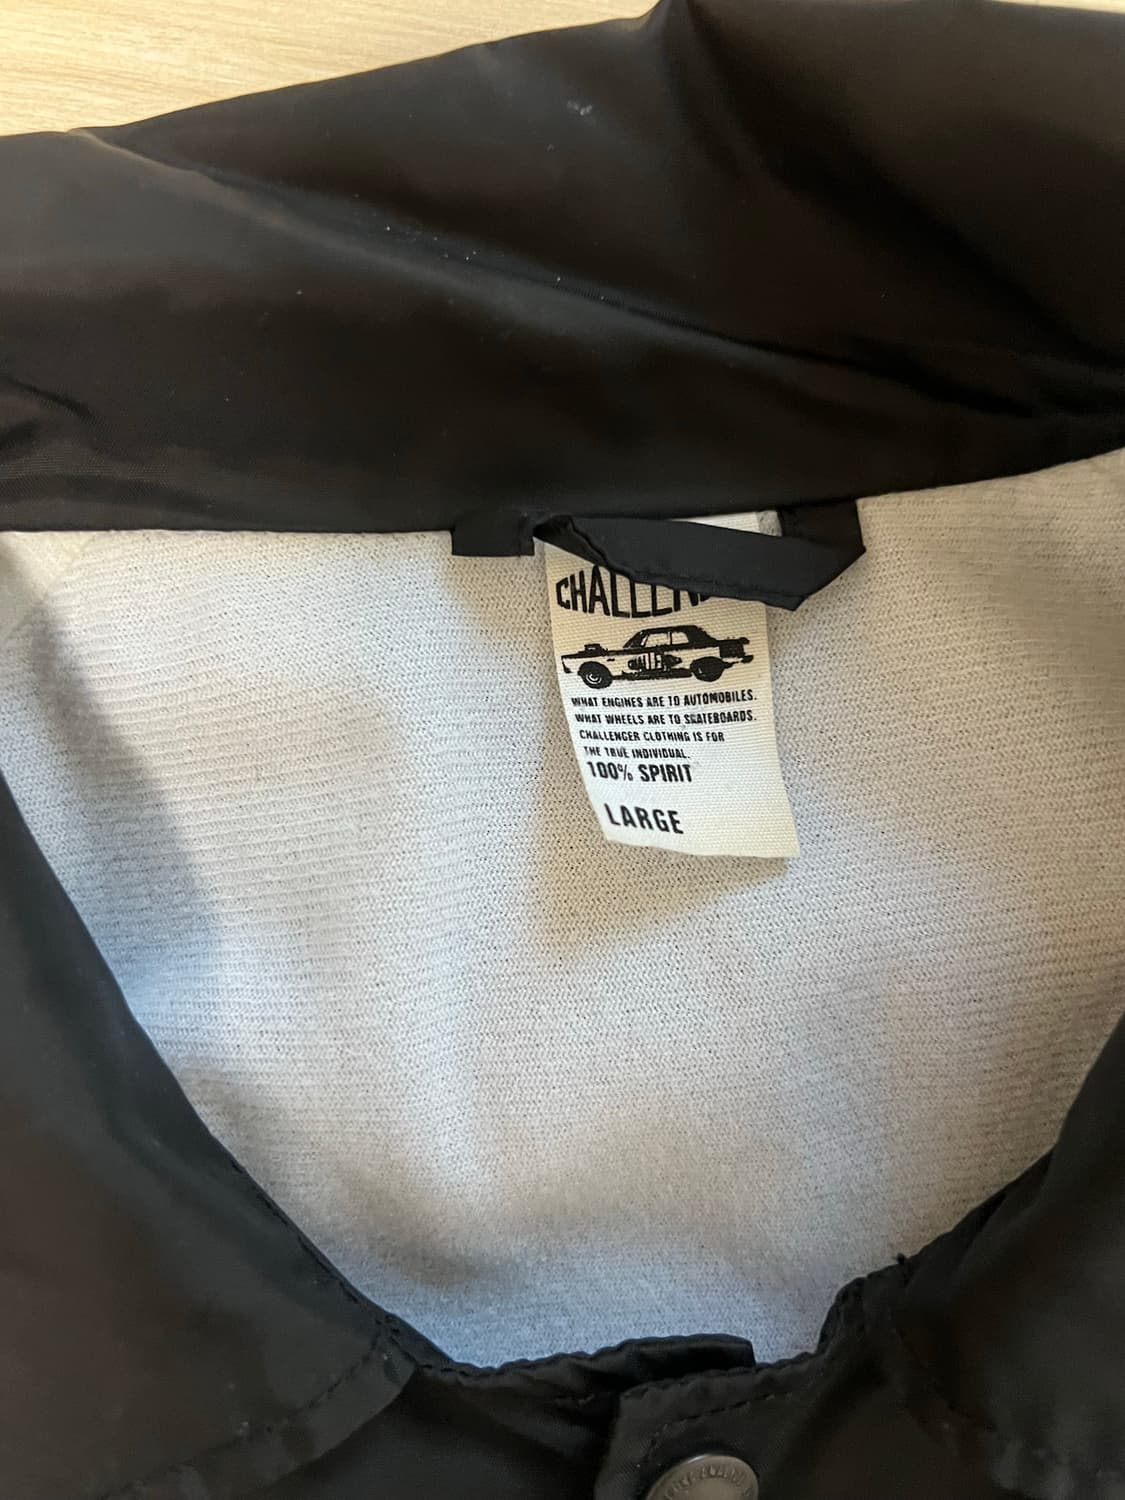 CHALLEN
CHALLENGER
WHAT ENGINES ARE TO AUTOMOBILES.
WHAT WHEELS ARE TO SKATEBOARDS.
CHALLENGER CLOTHING IS FOR
THE TRUE INDIVIDUAL.
100% SPIRIT
LARGE